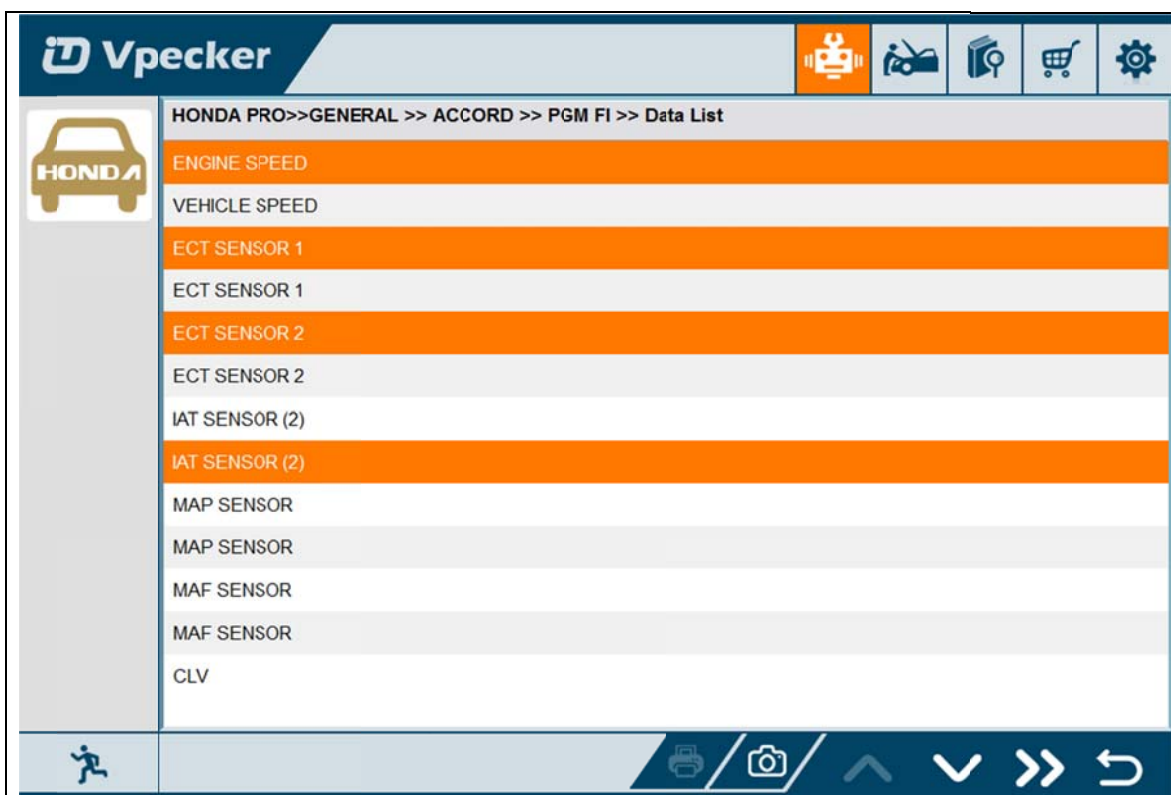 Vpecker
HONDA PRO>>GENERAL >> ACCORD >> PGM FI >> Data List
HONDA
ENGINE SPEED
VEHICLE SPEED
ECT SENSOR 1
ECT SENSOR 1
ECT SENSOR 2
ECT SENSOR 2
IAT SENSOR (2)
IAT SENSOR (2)
MAP SENSOR
MAP SENSOR
MAF SENSOR
MAF SENSOR
CLV